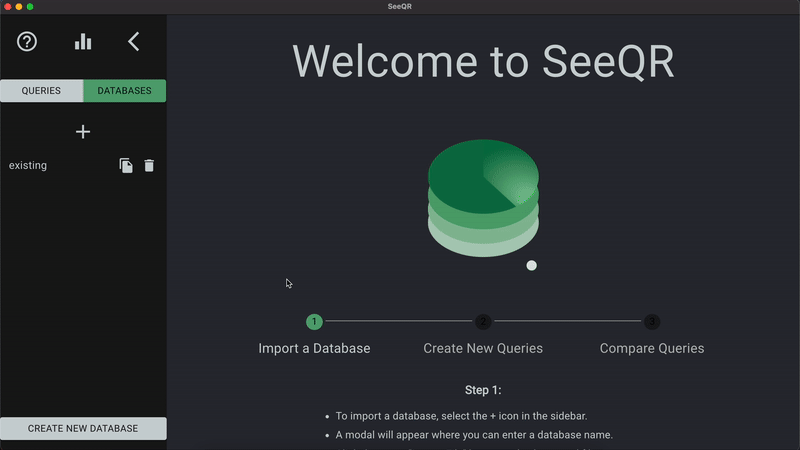 SeeQR
Welcome to SeeQR
QUERIES DATABASES
existing
1 2 3
Import a Database Create New Queries Compare Queries
Step 1:
• To import a database, select the + icon in the sidebar.
• A modal will appear where you can enter a database name.
CREATE NEW DATABASE